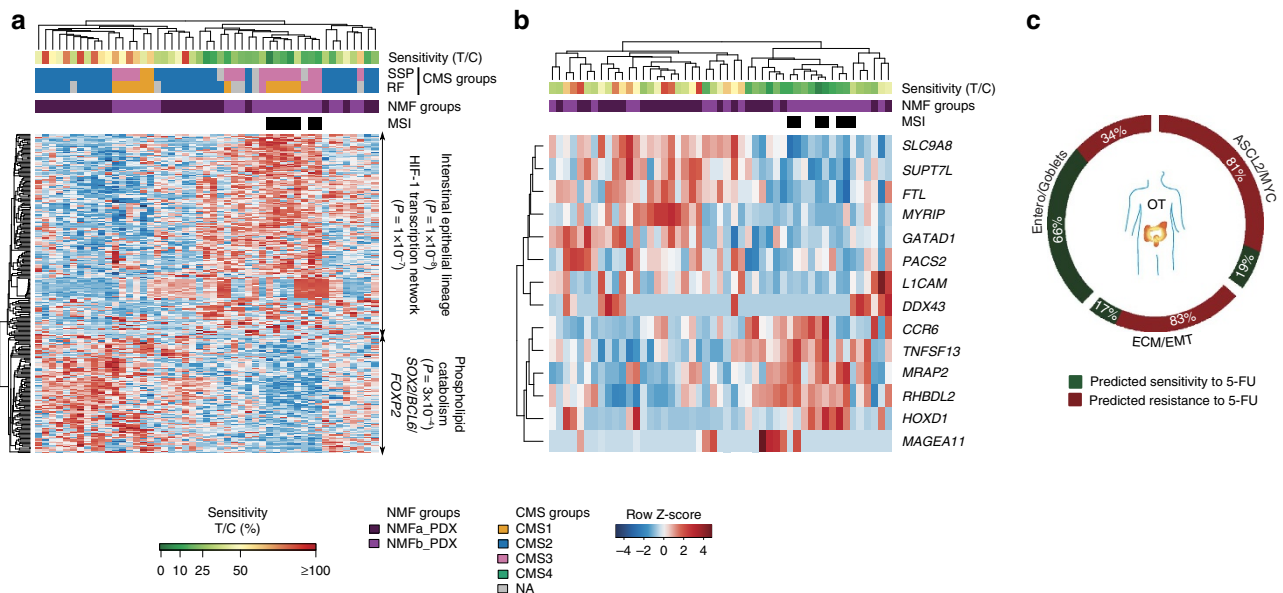 a
Sensitivity (T/C)
SSP
RF
CMS groups
NMF groups
MSI
Intenstinal epithelial lineage
(P = 1×10⁻⁸)
HIF-1 transcription network
(P = 1×10⁻⁷)
Phospholipid
catabolism
(P = 3×10⁻⁴)
SOX2/BCL6/
FOXP2
b
Sensitivity (T/C)
NMF groups
MSI
SLC9A8
SUPT7L
FTL
MYRIP
GATAD1
PACS2
L1CAM
DDX43
CCR6
TNFSF13
MRAP2
RHBDL2
HOXD1
MAGEA11
c
34%
81%
ASCL2/MYC
Entero/Goblets
66%
OT
19%
17%
83%
ECM/EMT
Predicted sensitivity to 5-FU
Predicted resistance to 5-FU
Sensitivity
T/C (%)
0 10 25 50 ≥100
NMF groups
NMFa_PDX
NMFb_PDX
CMS groups
CMS1
CMS2
CMS3
CMS4
NA
Row Z-score
−4 −2 0 2 4